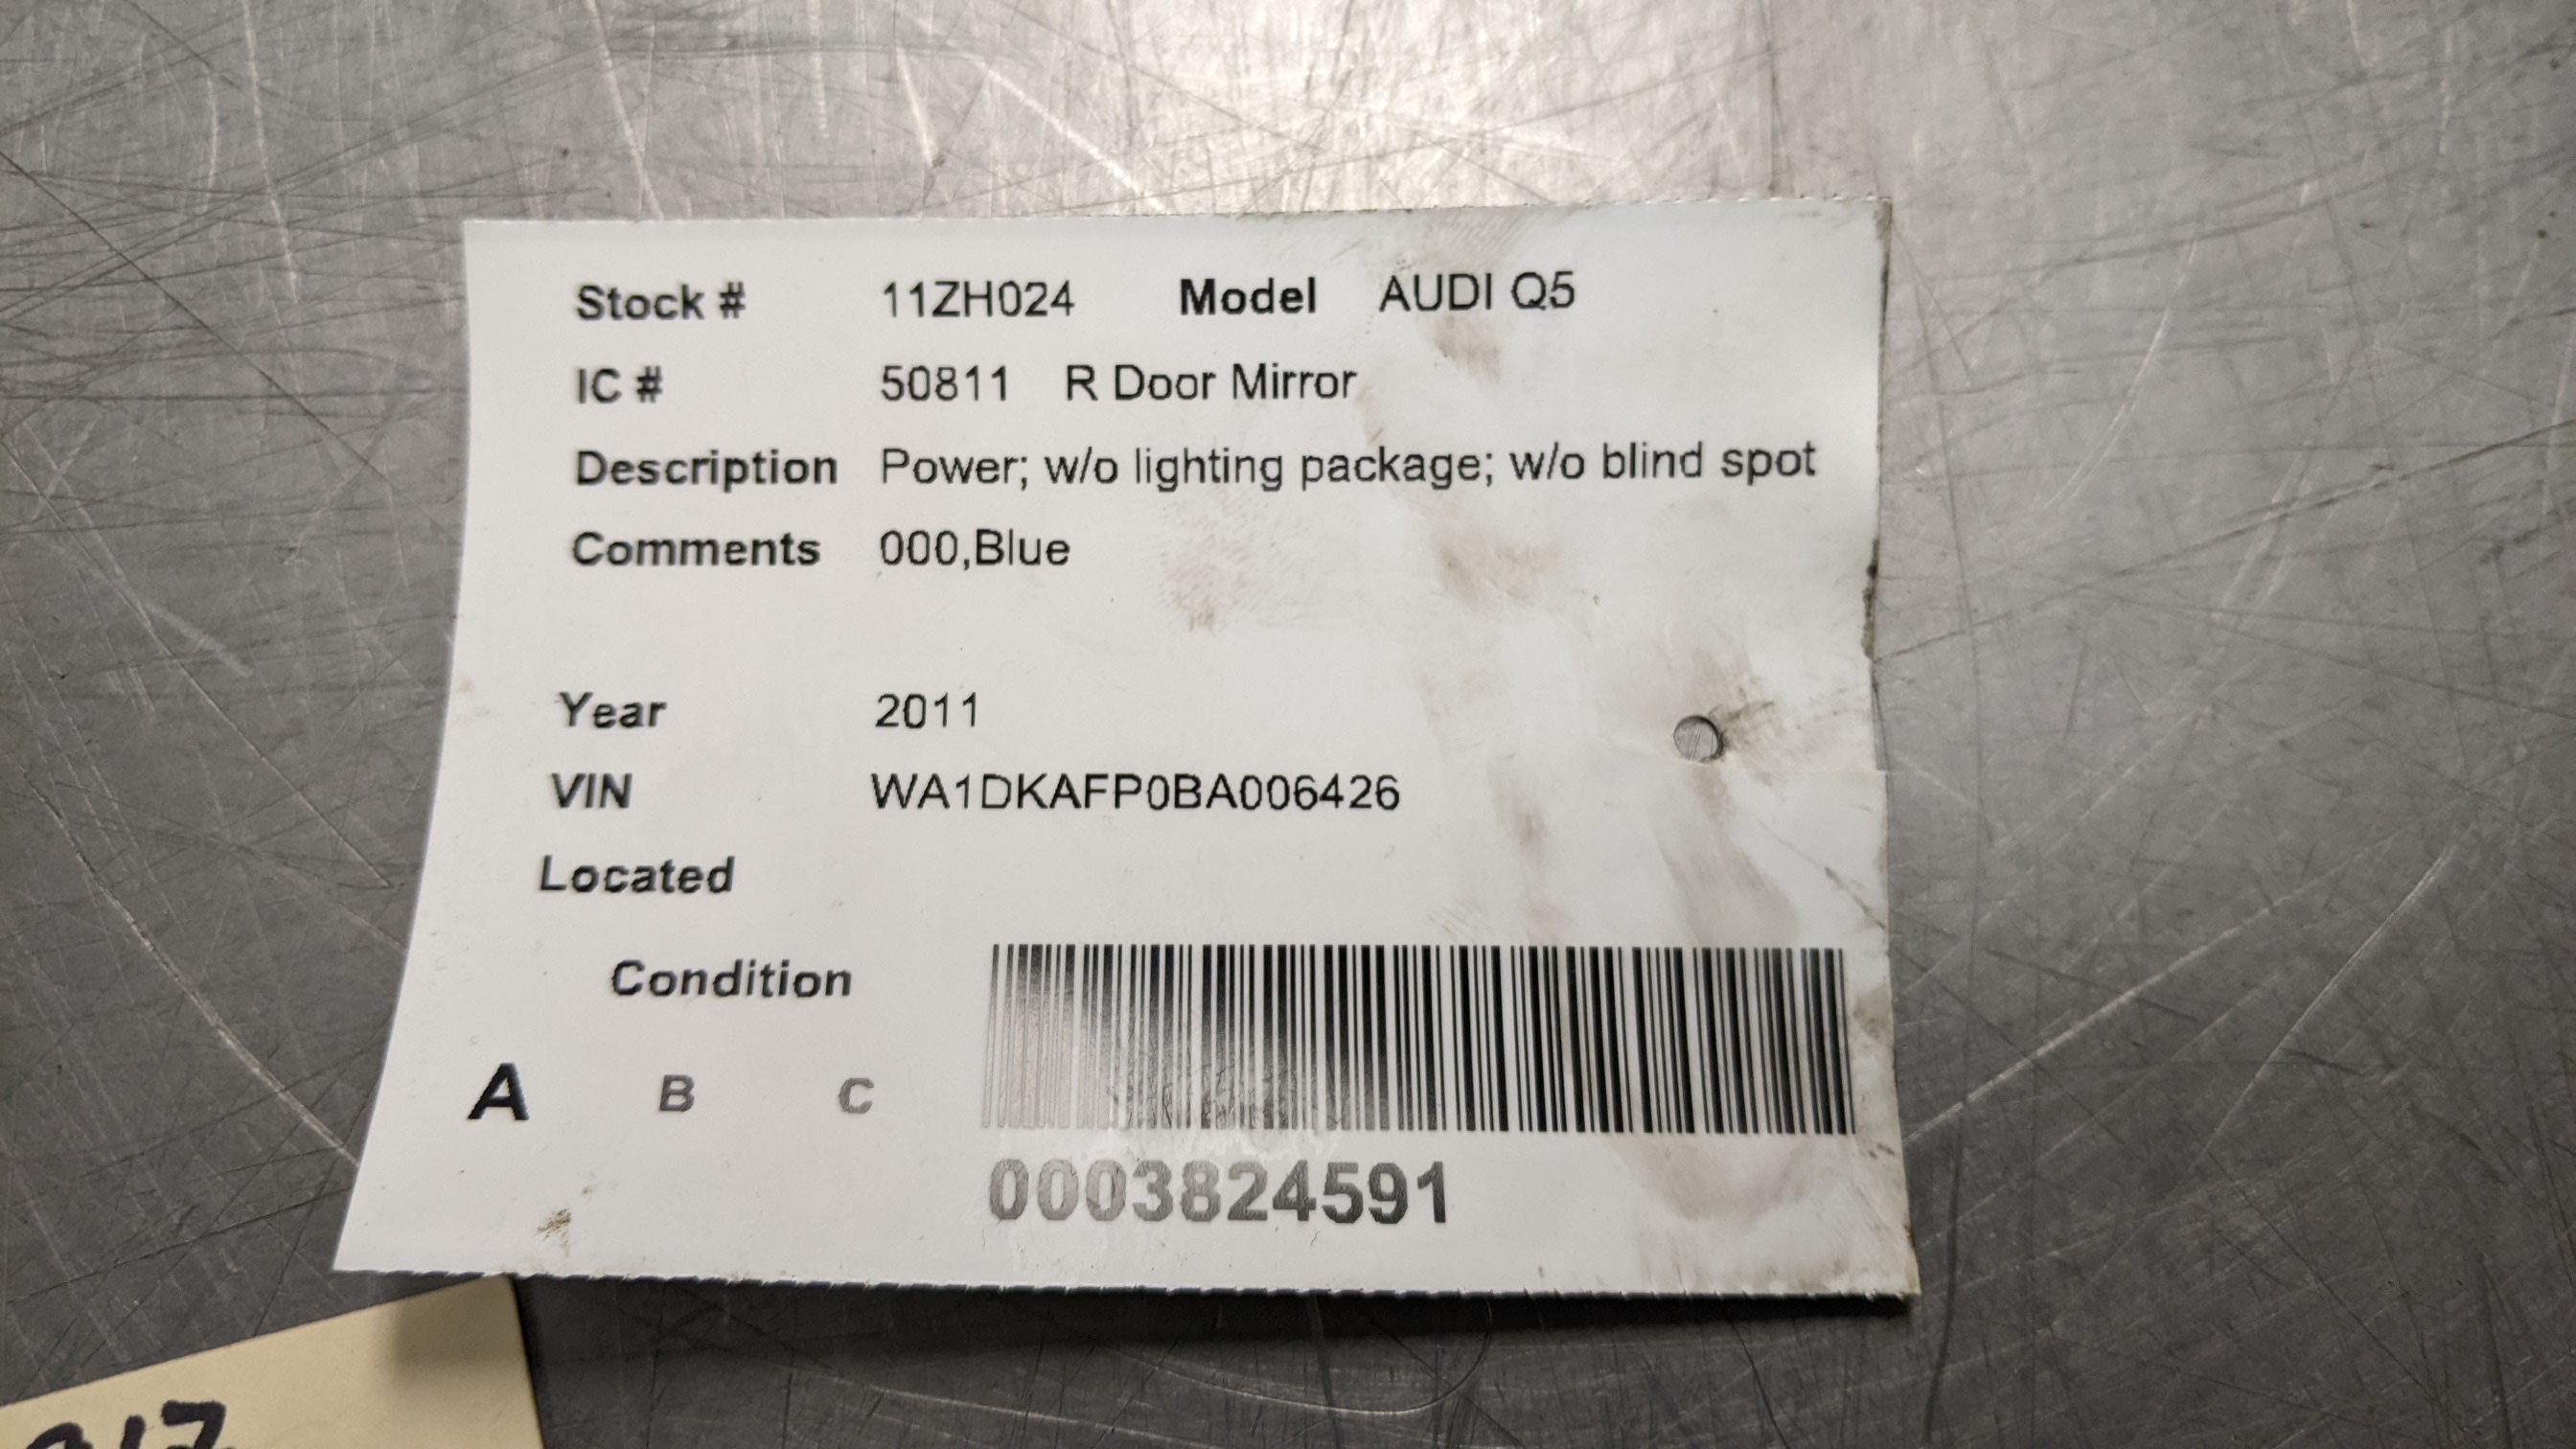 Stock # 11ZH024 Model AUDI Q5
IC # 50811 R Door Mirror
Description Power; w/o lighting package; w/o blind spot
Comments 000,Blue
Year 2011
VIN WA1DKAFP0BA006426
Located
Condition
A B C
0003824591